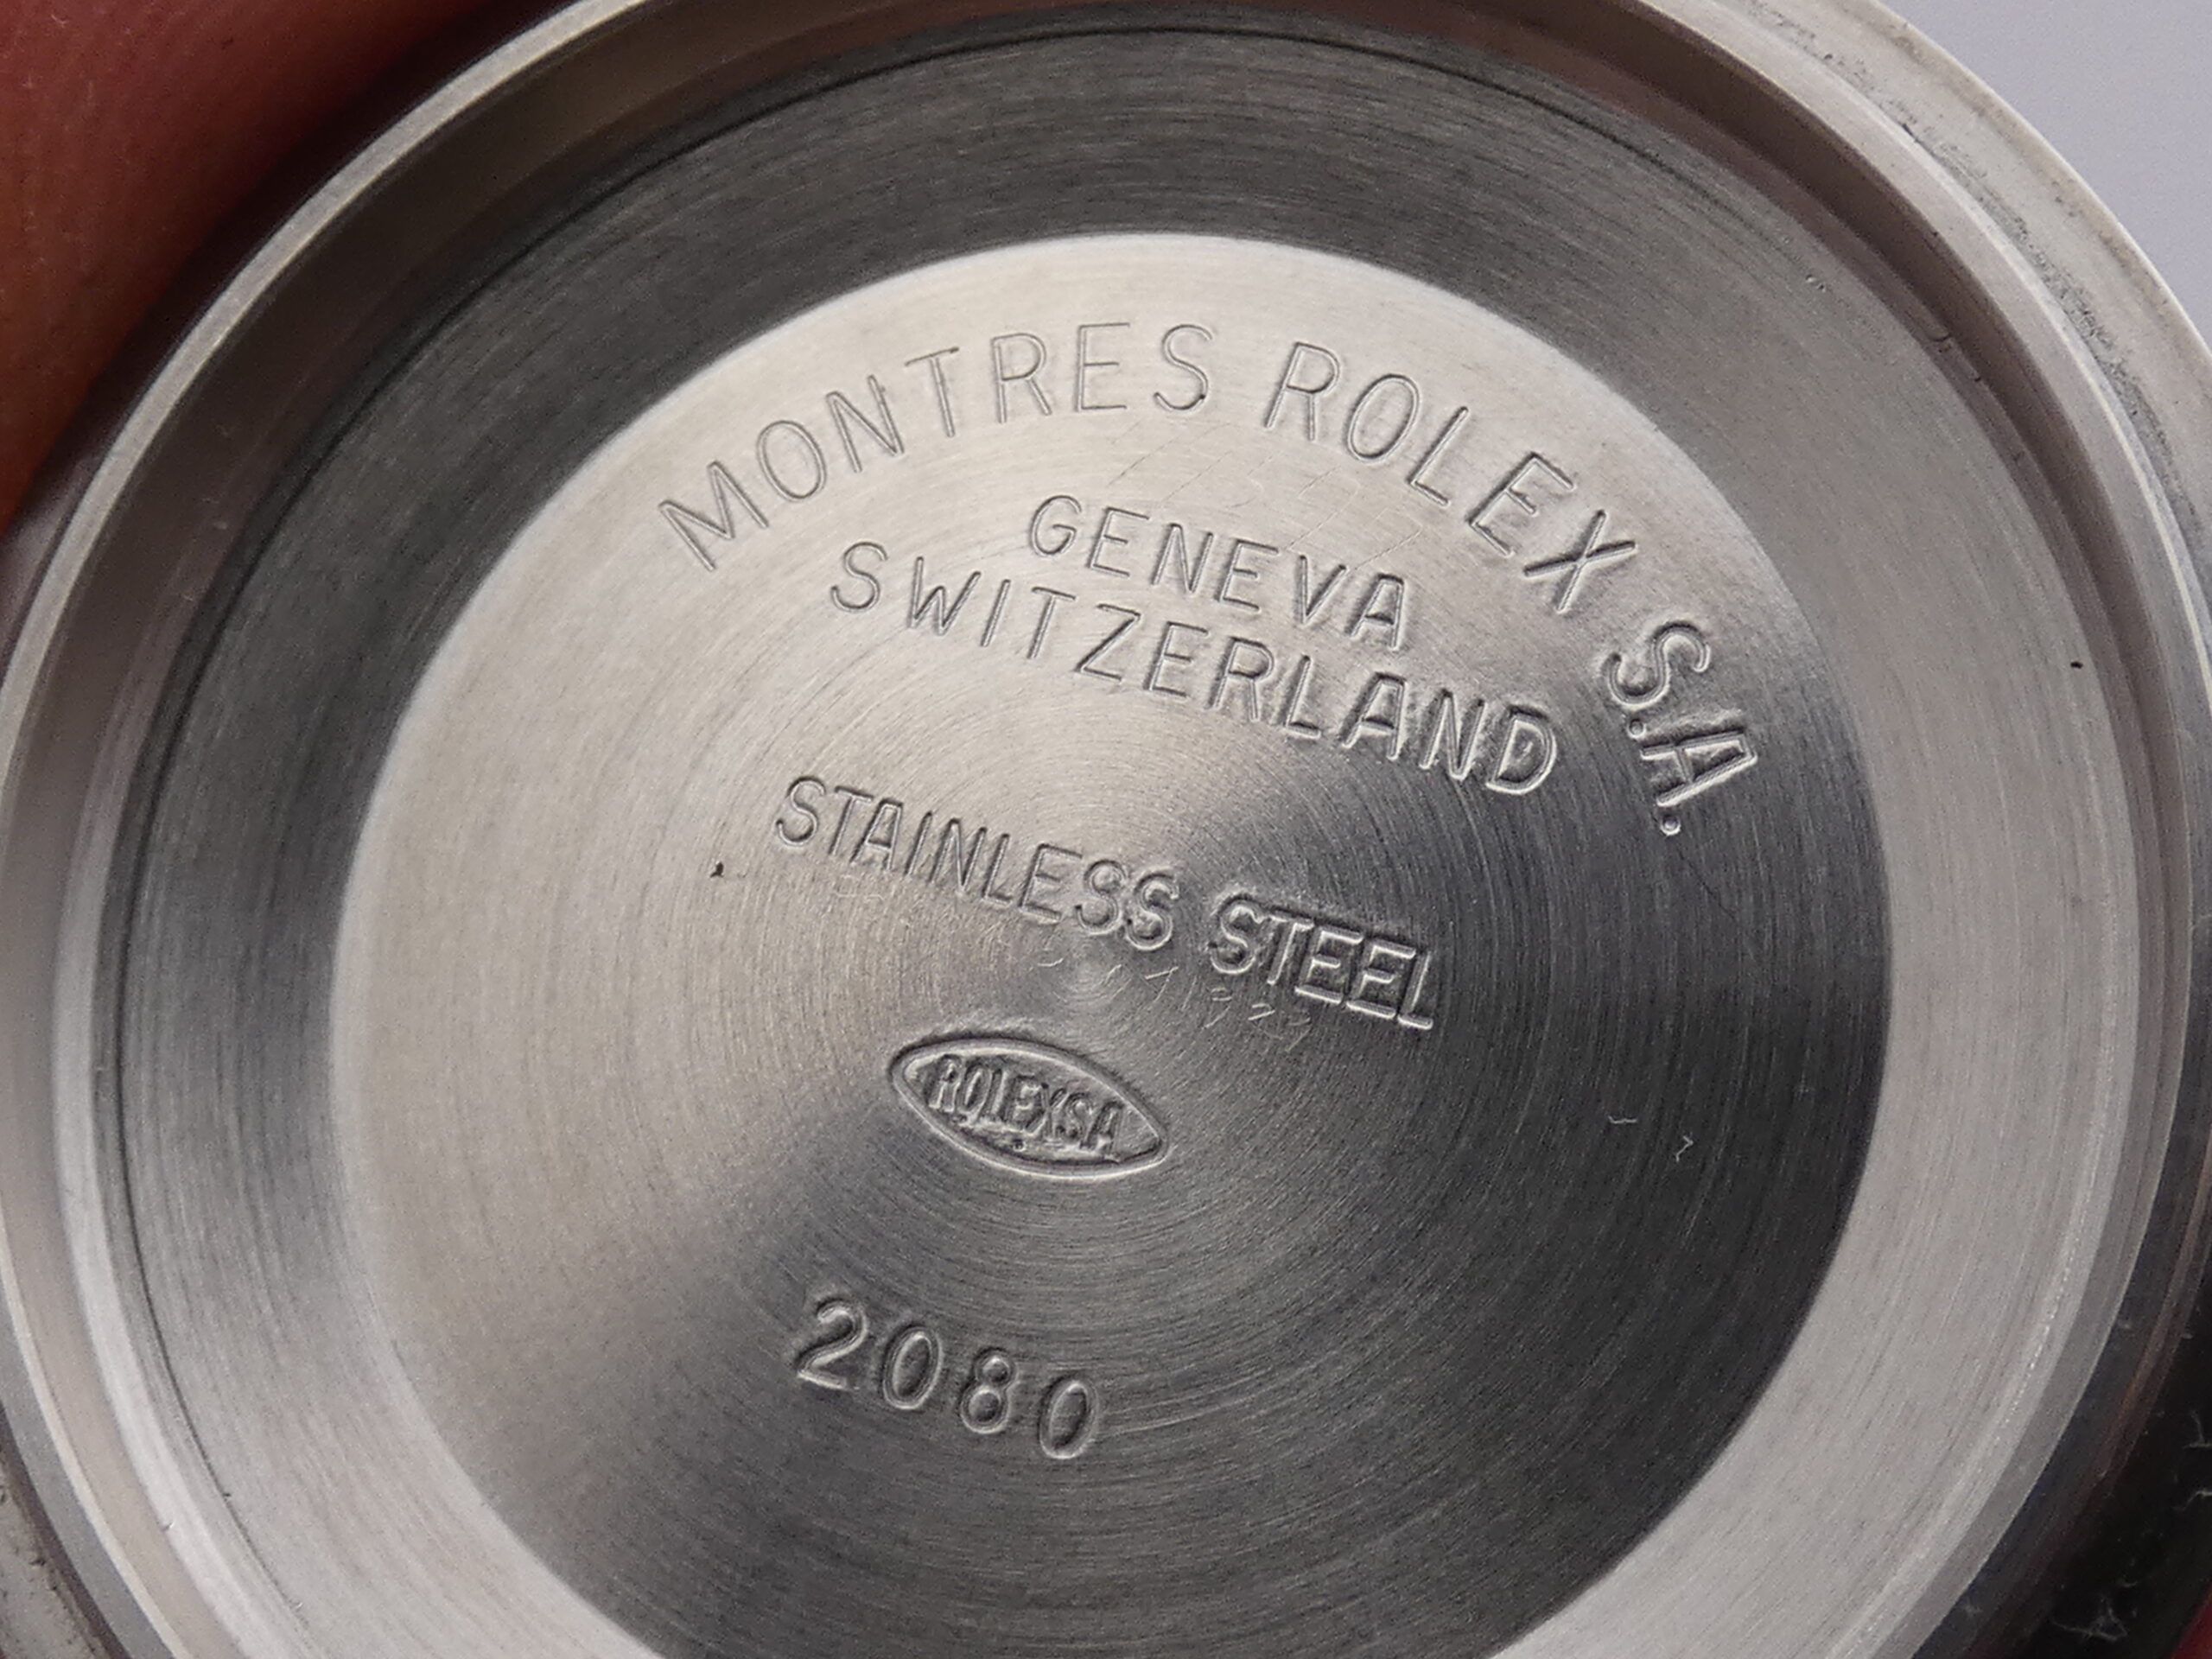 MONTRES ROLEX S.A.
GENEVA
SWITZERLAND
STAINLESS STEEL
ROLEXSA
2080